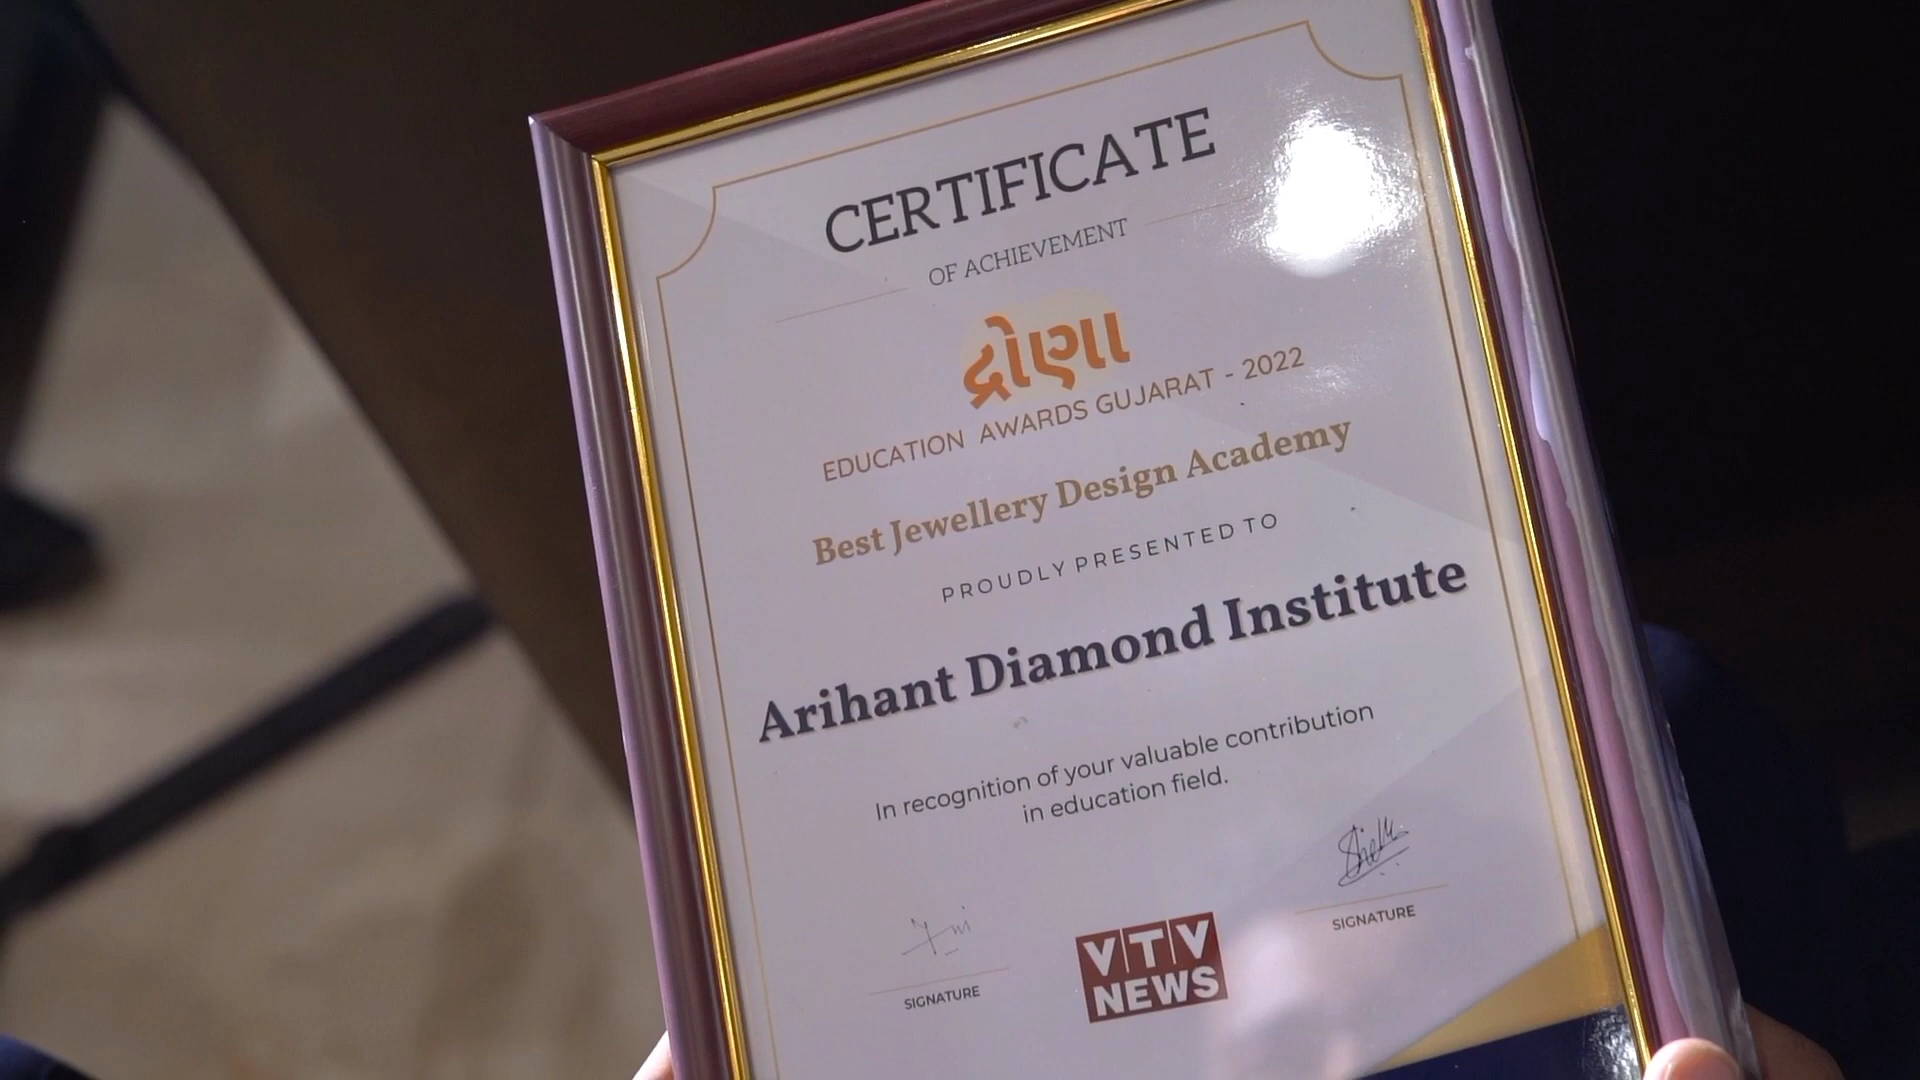 CERTIFICATE
OF ACHIEVEMENT
દ્રોણા
EDUCATION AWARDS GUJARAT - 2022
Best Jewellery Design Academy
PROUDLY PRESENTED TO
Arihant Diamond Institute
In recognition of your valuable contribution
in education field.
SIGNATURE
VTV
NEWS
SIGNATURE